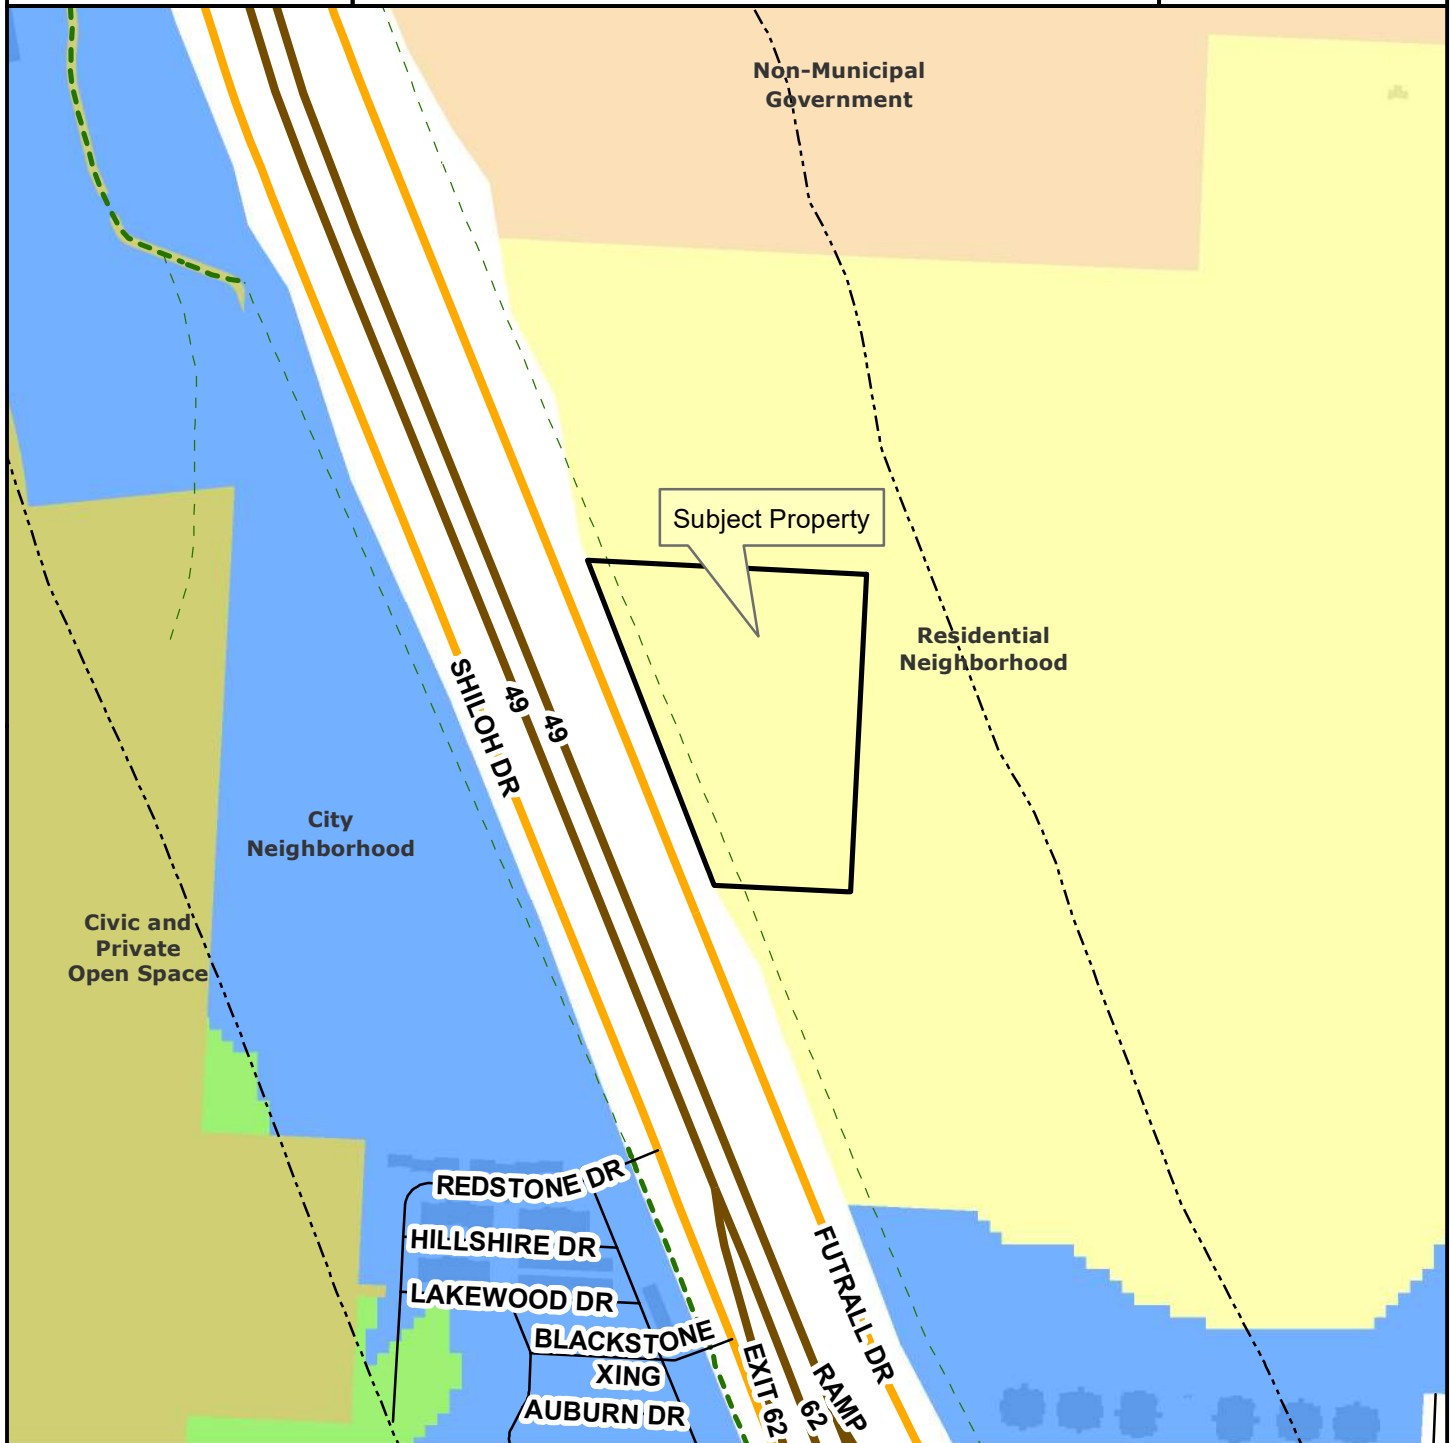 Non-Municipal
Government
Subject Property
Residential
Neighborhood
SHILOH DR
49
49
City
Neighborhood
Civic and
Private
Open Space
REDSTONE DR
HILLSHIRE DR
LAKEWOOD DR
BLACKSTONE
XING
AUBURN DR
FUTRALL DR
EXIT 62
62
RAMP